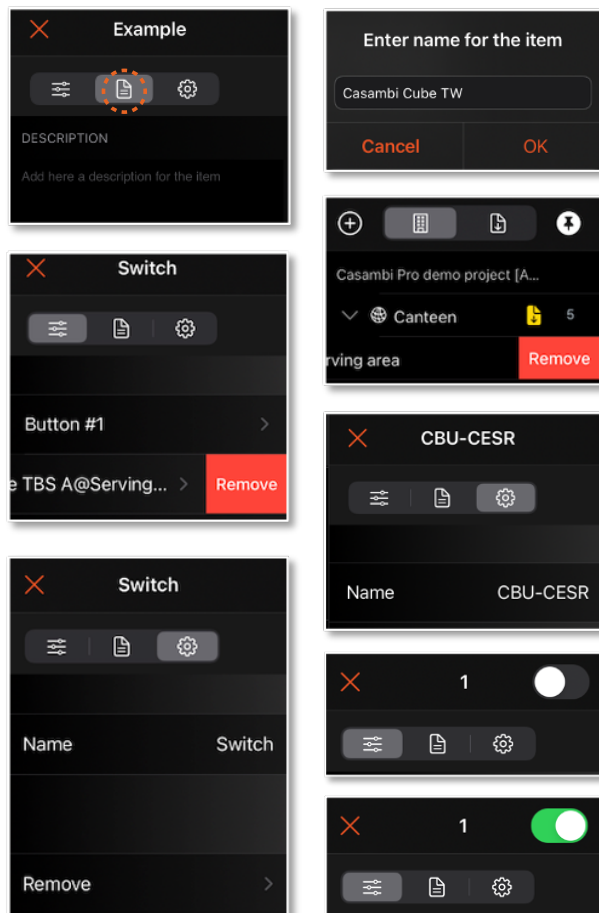 Example
DESCRIPTION
Add here a description for the item
Switch
Button #1
e TBS A@Serving...
Remove
Switch
Name
Switch
Remove
Enter name for the item
Casambi Cube TW
Cancel
OK
Casambi Pro demo project [A...
Canteen
5
rving area
Remove
CBU-CESR
Name
CBU-CESR
1
1